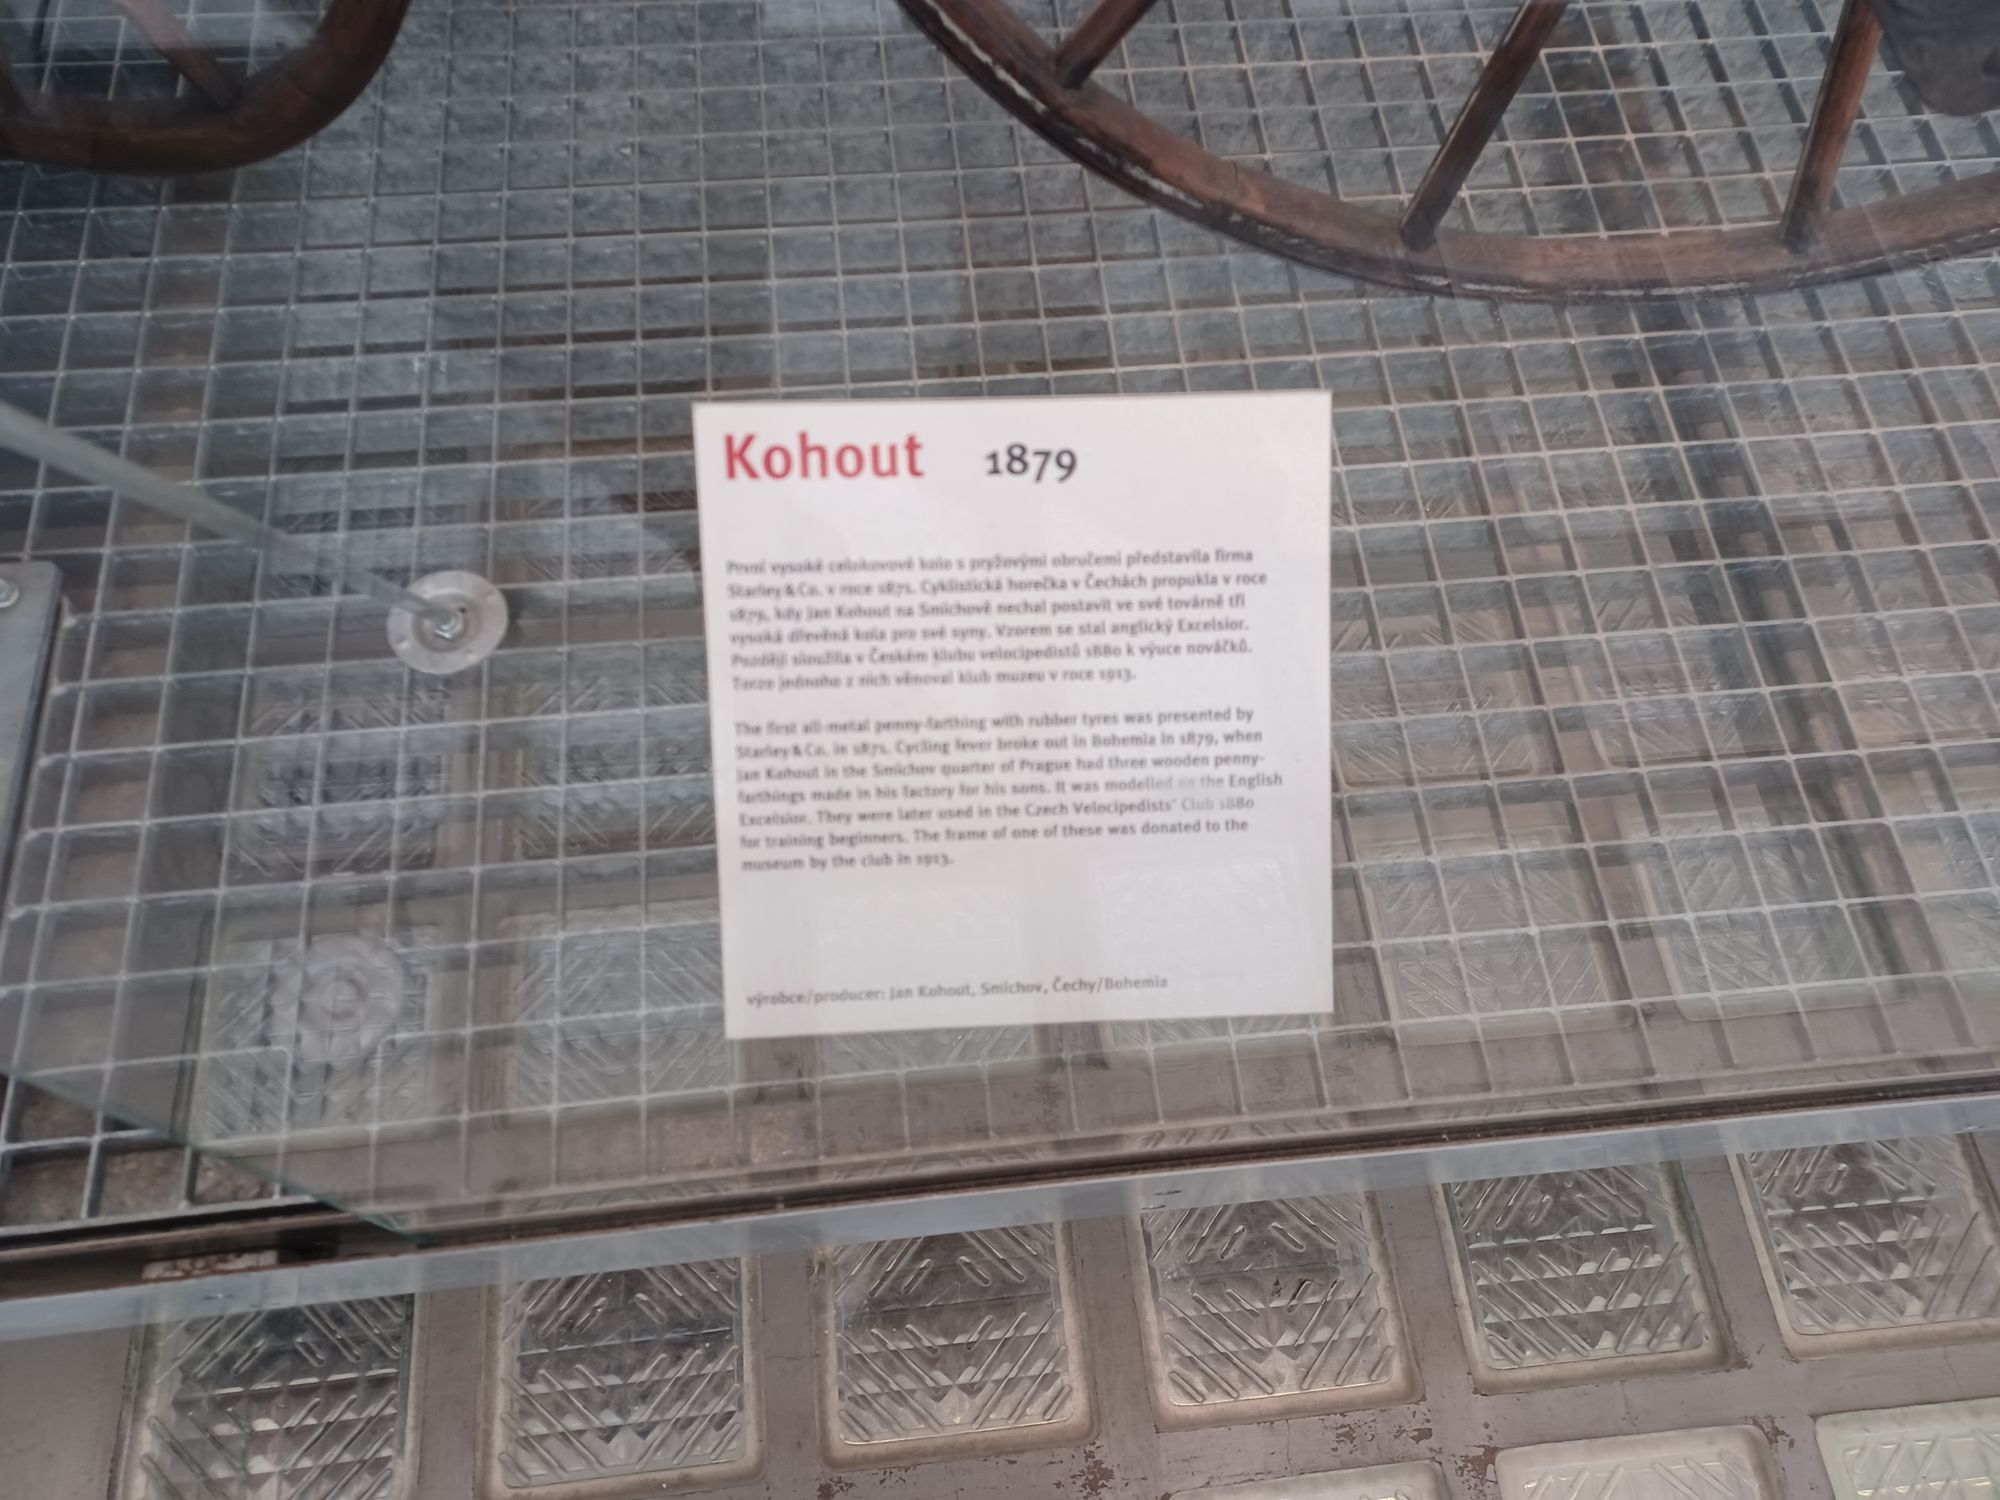 Kohout 1879
První vysoké celokovové kolo s pryžovými obručemi představila firma
Starley & Co. v roce 1871. Cyklistická horečka v Čechách propukla v roce
1879, kdy Jan Kohout na Smíchově nechal postavit ve své továrně tři
vysoká dřevěná kola pro své syny. Vzorem se stal anglický Excelsior.
Později sloužila v Českém klubu velocipedistů 1880 k výuce nováčků.
Torzo jednoho z nich věnoval klub muzeu v roce 1913.
The first all-metal penny-farthing with rubber tyres was presented by
Starley & Co. in 1871. Cycling fever broke out in Bohemia in 1879, when
Jan Kohout in the Smíchov quarter of Prague had three wooden penny-
farthings made in his factory for his sons. It was modelled on the English
Excelsior. They were later used in the Czech Velocipedists' Club 1880
for training beginners. The frame of one of these was donated to the
museum by the club in 1913.
výrobce/producer: Jan Kohout, Smíchov, Čechy/Bohemia